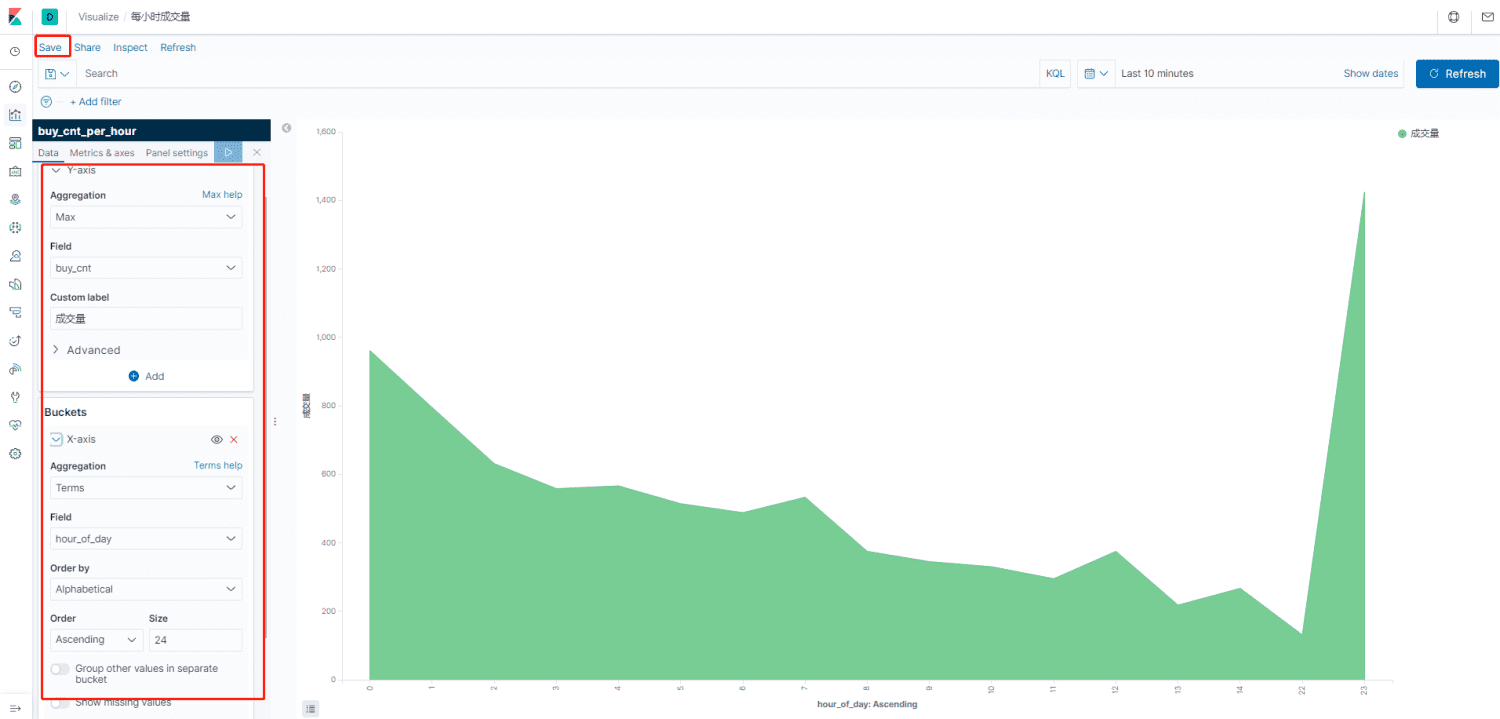 D Visualize / 每小时成交量
Save Share Inspect Refresh
Search KQL Last 10 minutes Show dates Refresh
+ Add filter
buy_cnt_per_hour
Data Metrics & axes Panel settings
Y-axis
Aggregation Max help
Max
Field
buy_cnt
Custom label
成交量
Advanced
Add
Buckets
X-axis
Aggregation Terms help
Terms
Field
hour_of_day
Order by
Alphabetical
Order Size
Ascending 24
Group other values in separate
bucket
Show missing values
成交量
1,600
1,400
1,200
1,000
800
600
400
200
0
成交量
0 1 2 3 4 5 6 7 8 9 10 11 12 13 14 22 23
hour_of_day: Ascending